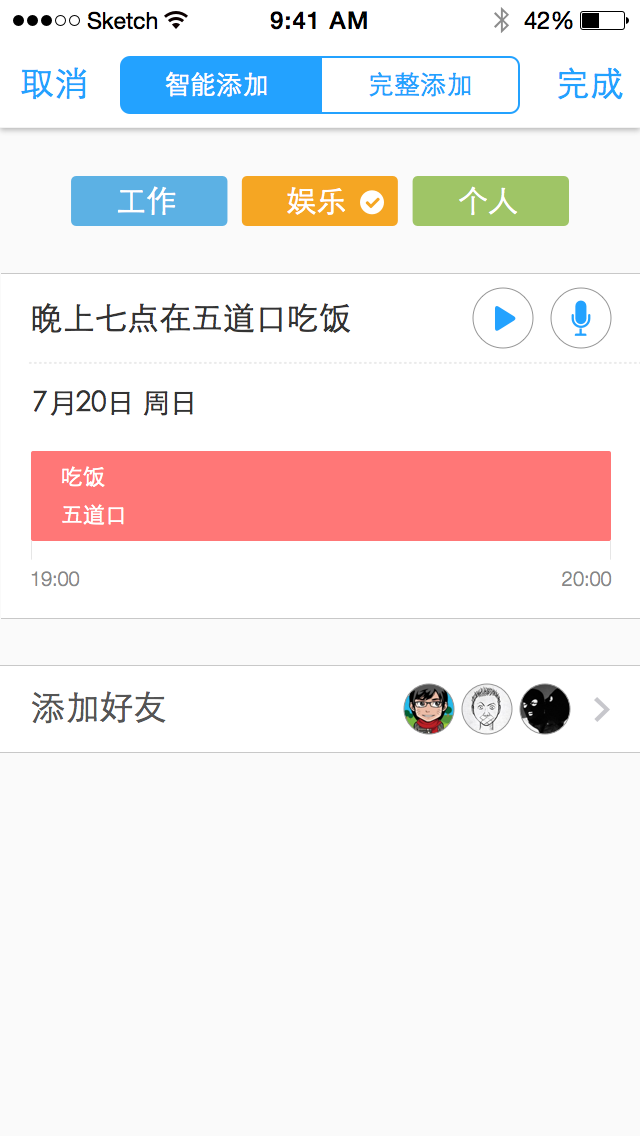 Sketch 9:41 AM 42%
取消 智能添加 完整添加 完成
工作 娱乐 个人
晚上七点在五道口吃饭
7月20日 周日
吃饭
五道口
19:00 20:00
添加好友